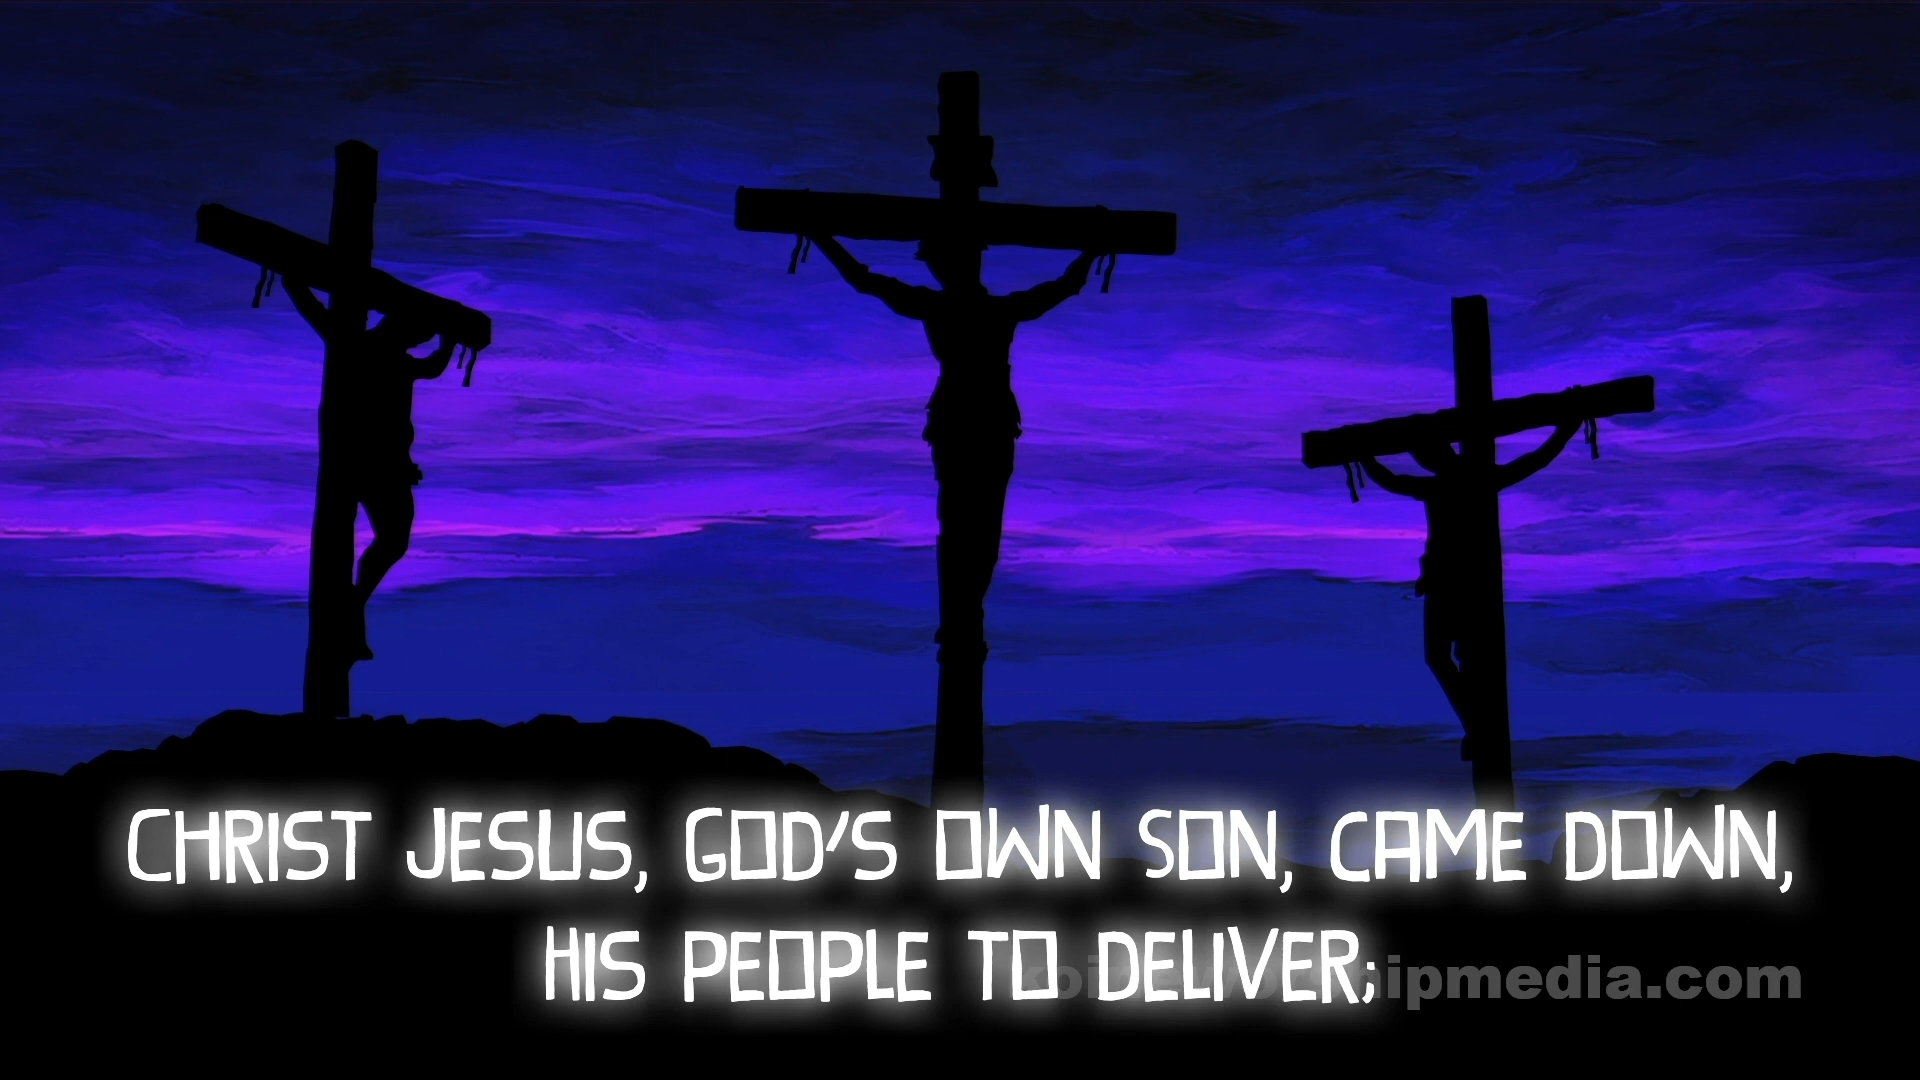 CHRIST JESUS, GOD'S OWN SON, CAME DOWN,
HIS PEOPLE TO DELIVER;